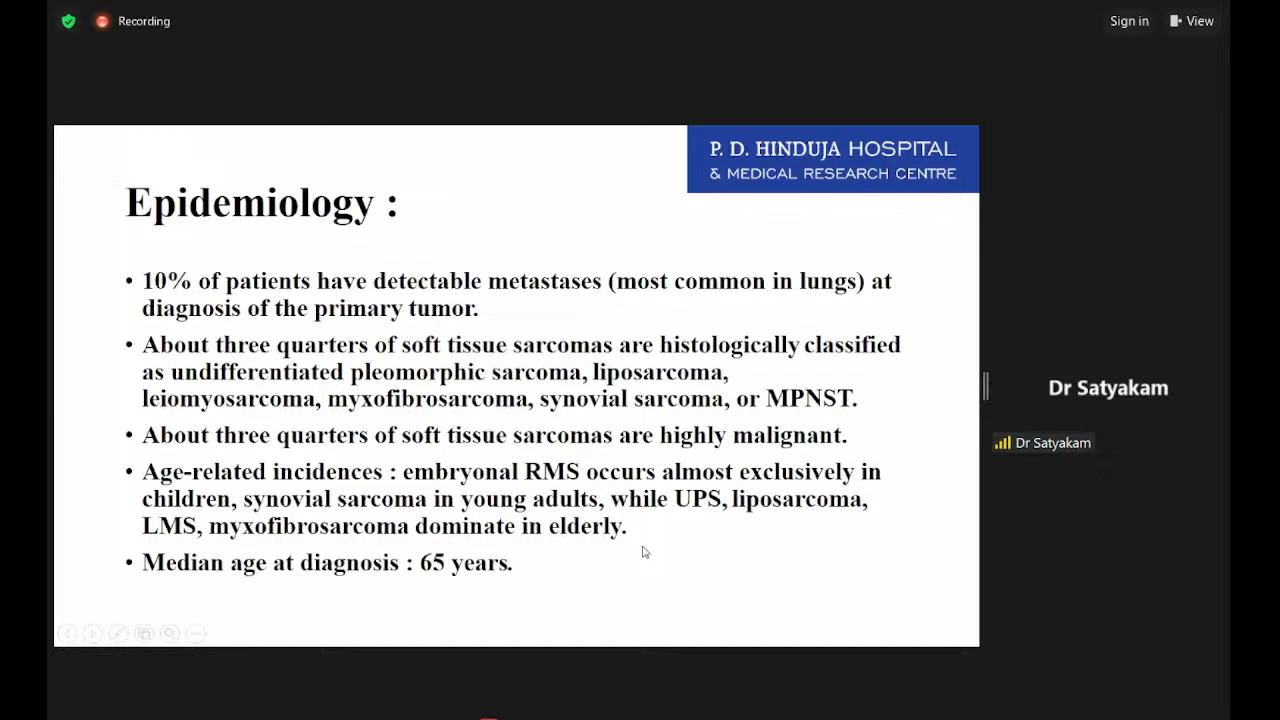 Recording
Sign in
View
P. D. HINDUJA HOSPITAL
& MEDICAL RESEARCH CENTRE
Epidemiology :
• 10% of patients have detectable metastases (most common in lungs) at
diagnosis of the primary tumor.
• About three quarters of soft tissue sarcomas are histologically classified
as undifferentiated pleomorphic sarcoma, liposarcoma,
leiomyosarcoma, myxofibrosarcoma, synovial sarcoma, or MPNST.
• About three quarters of soft tissue sarcomas are highly malignant.
• Age-related incidences : embryonal RMS occurs almost exclusively in
children, synovial sarcoma in young adults, while UPS, liposarcoma,
LMS, myxofibrosarcoma dominate in elderly.
• Median age at diagnosis : 65 years.
Dr Satyakam
Dr Satyakam